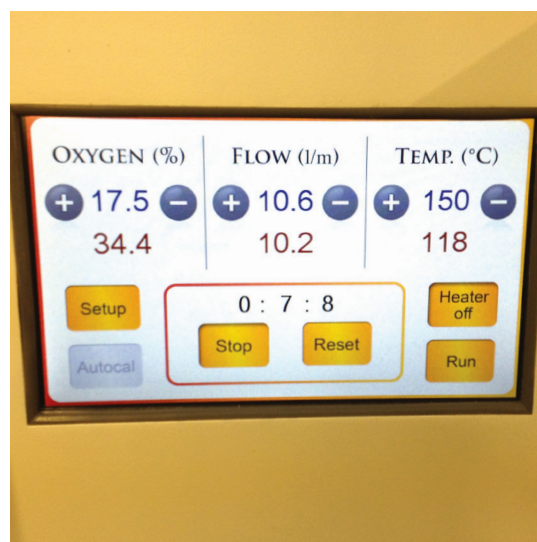 OXYGEN (%) FLOW (l/m) TEMP. (°C)
+ 17.5 − + 10.6 − + 150 −
34.4 10.2 118
Setup 0 : 7 : 8 Heater off
Stop Reset
Autocal Run